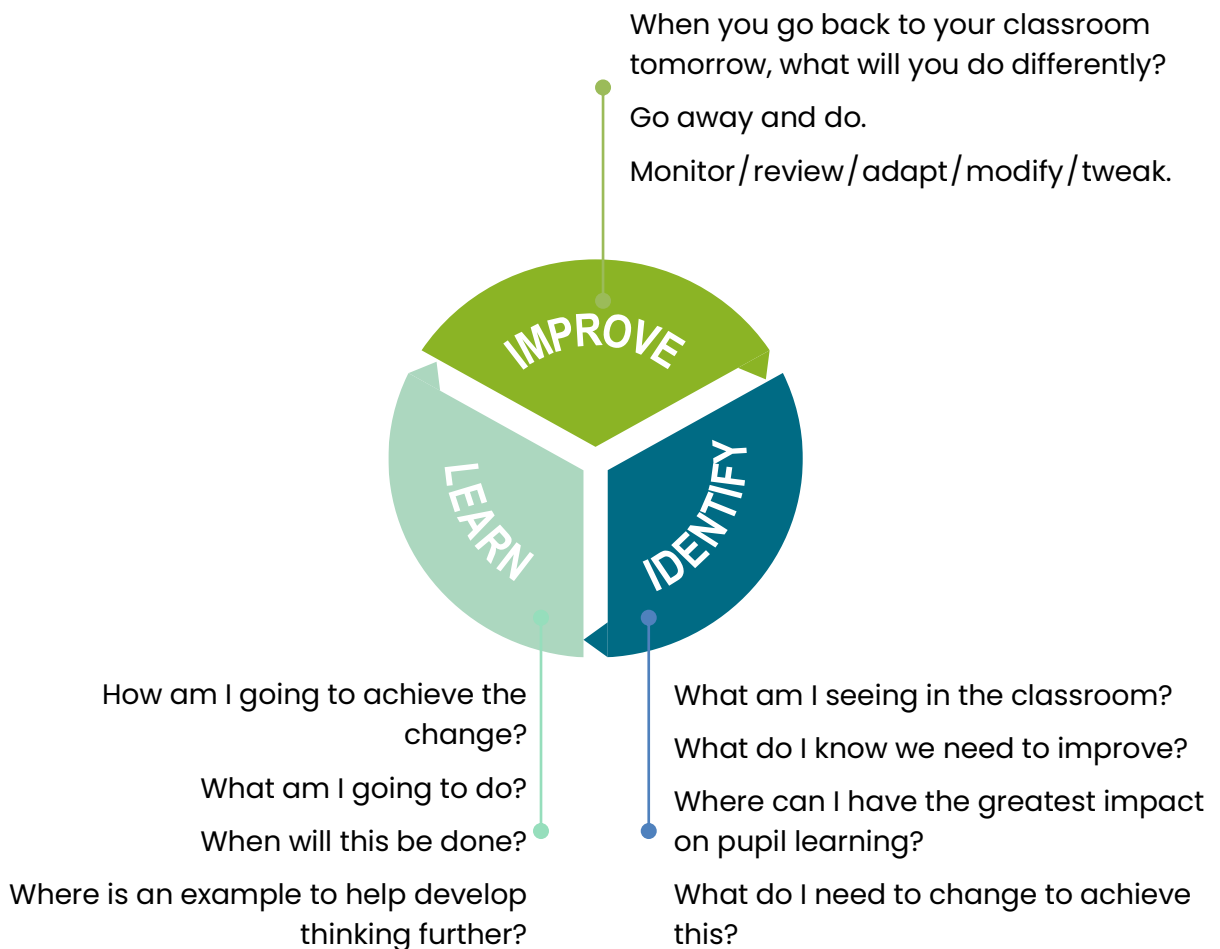 When you go back to your classroom
tomorrow, what will you do differently?
Go away and do.
Monitor/review/adapt/modify/tweak.
IMPROVE
LEARN
IDENTIFY
How am I going to achieve the
change?
What am I going to do?
When will this be done?
Where is an example to help develop
thinking further?
What am I seeing in the classroom?
What do I know we need to improve?
Where can I have the greatest impact
on pupil learning?
What do I need to change to achieve
this?